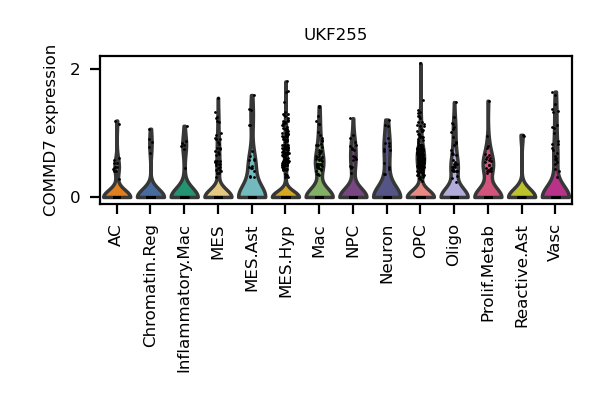 UKF255
COMMD7 expression
2
0
AC
Chromatin.Reg
Inflammatory.Mac
MES
MES.Ast
MES.Hyp
Mac
NPC
Neuron
OPC
Oligo
Prolif.Metab
Reactive.Ast
Vasc